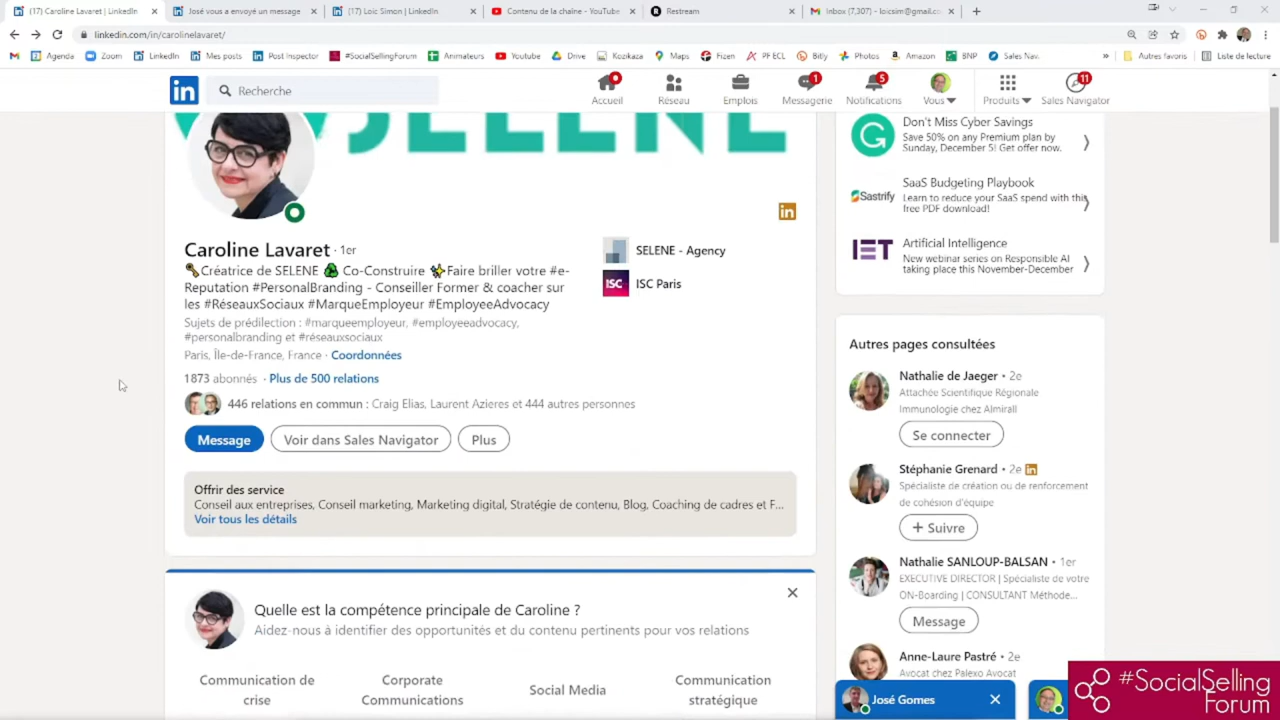 (17) Caroline Lavaret | LinkedIn
José vous a envoyé un message
(17) Loic Simon | LinkedIn
Contenu de la chaîne - YouTube
Restream
Inbox (7,307) - loicsim@gmail.c
linkedin.com/in/carolinelavaret/
Agenda
Zoom
LinkedIn
Mes posts
Post Inspector
#SocialSellingForum
Animateurs
Youtube
Drive
Kozikaza
Maps
Fizen
PF ECL
Bitly
Photos
Amazon
BNP
Sales Nav
Autres favoris
Liste de lecture
in
Recherche
Accueil
Réseau
1
Messagerie
5
Notifications
Vous
Produits
11
Sales Navigator
SELENE
Caroline Lavaret · 1er
Créatrice de SELENE Co-Construire Faire briller votre #e-
Reputation #PersonalBranding - Conseiller Former & coacher sur
les #RéseauxSociaux #MarqueEmployeur #EmployeeAdvocacy
Sujets de prédilection : #marqueemployeur, #employeeadvocacy,
#personalbranding et #réseauxsociaux
Paris, Île-de-France, France · Coordonnées
1873 abonnés · Plus de 500 relations
446 relations en commun : Craig Elias, Laurent Azieres et 444 autres personnes
Message
Voir dans Sales Navigator
Plus
in
SELENE - Agency
ISC
ISC Paris
Offrir des service
Conseil aux entreprises, Conseil marketing, Marketing digital, Stratégie de contenu, Blog, Coaching de cadres et F...
Voir tous les détails
Quelle est la compétence principale de Caroline ?
Aidez-nous à identifier des opportunités et du contenu pertinents pour vos relations
Communication de
crise
Corporate
Communications
Social Media
Communication
stratégique
Don't Miss Cyber Savings
Save 50% on any Premium plan by
Sunday, December 5! Get offer now.
Sastrify
SaaS Budgeting Playbook
Learn to reduce your SaaS spend with this
free PDF download!
IET
Artificial Intelligence
New webinar series on Responsible AI
taking place this November-December
Autres pages consultées
Nathalie de Jaeger • 2e
Attachée Scientifique Régionale
Immunologie chez Almirall
Se connecter
Stéphanie Grenard • 2e in
Spécialiste de création ou de renforcement
de cohésion d'équipe
+ Suivre
Nathalie SANLOUP-BALSAN • 1er
EXECUTIVE DIRECTOR | Spécialiste de votre
ON-Boarding | CONSULTANT Méthode...
Message
Anne-Laure Pastré • 2e
Avocat chez Palexo Avocat
José Gomes
#SocialSelling
Forum